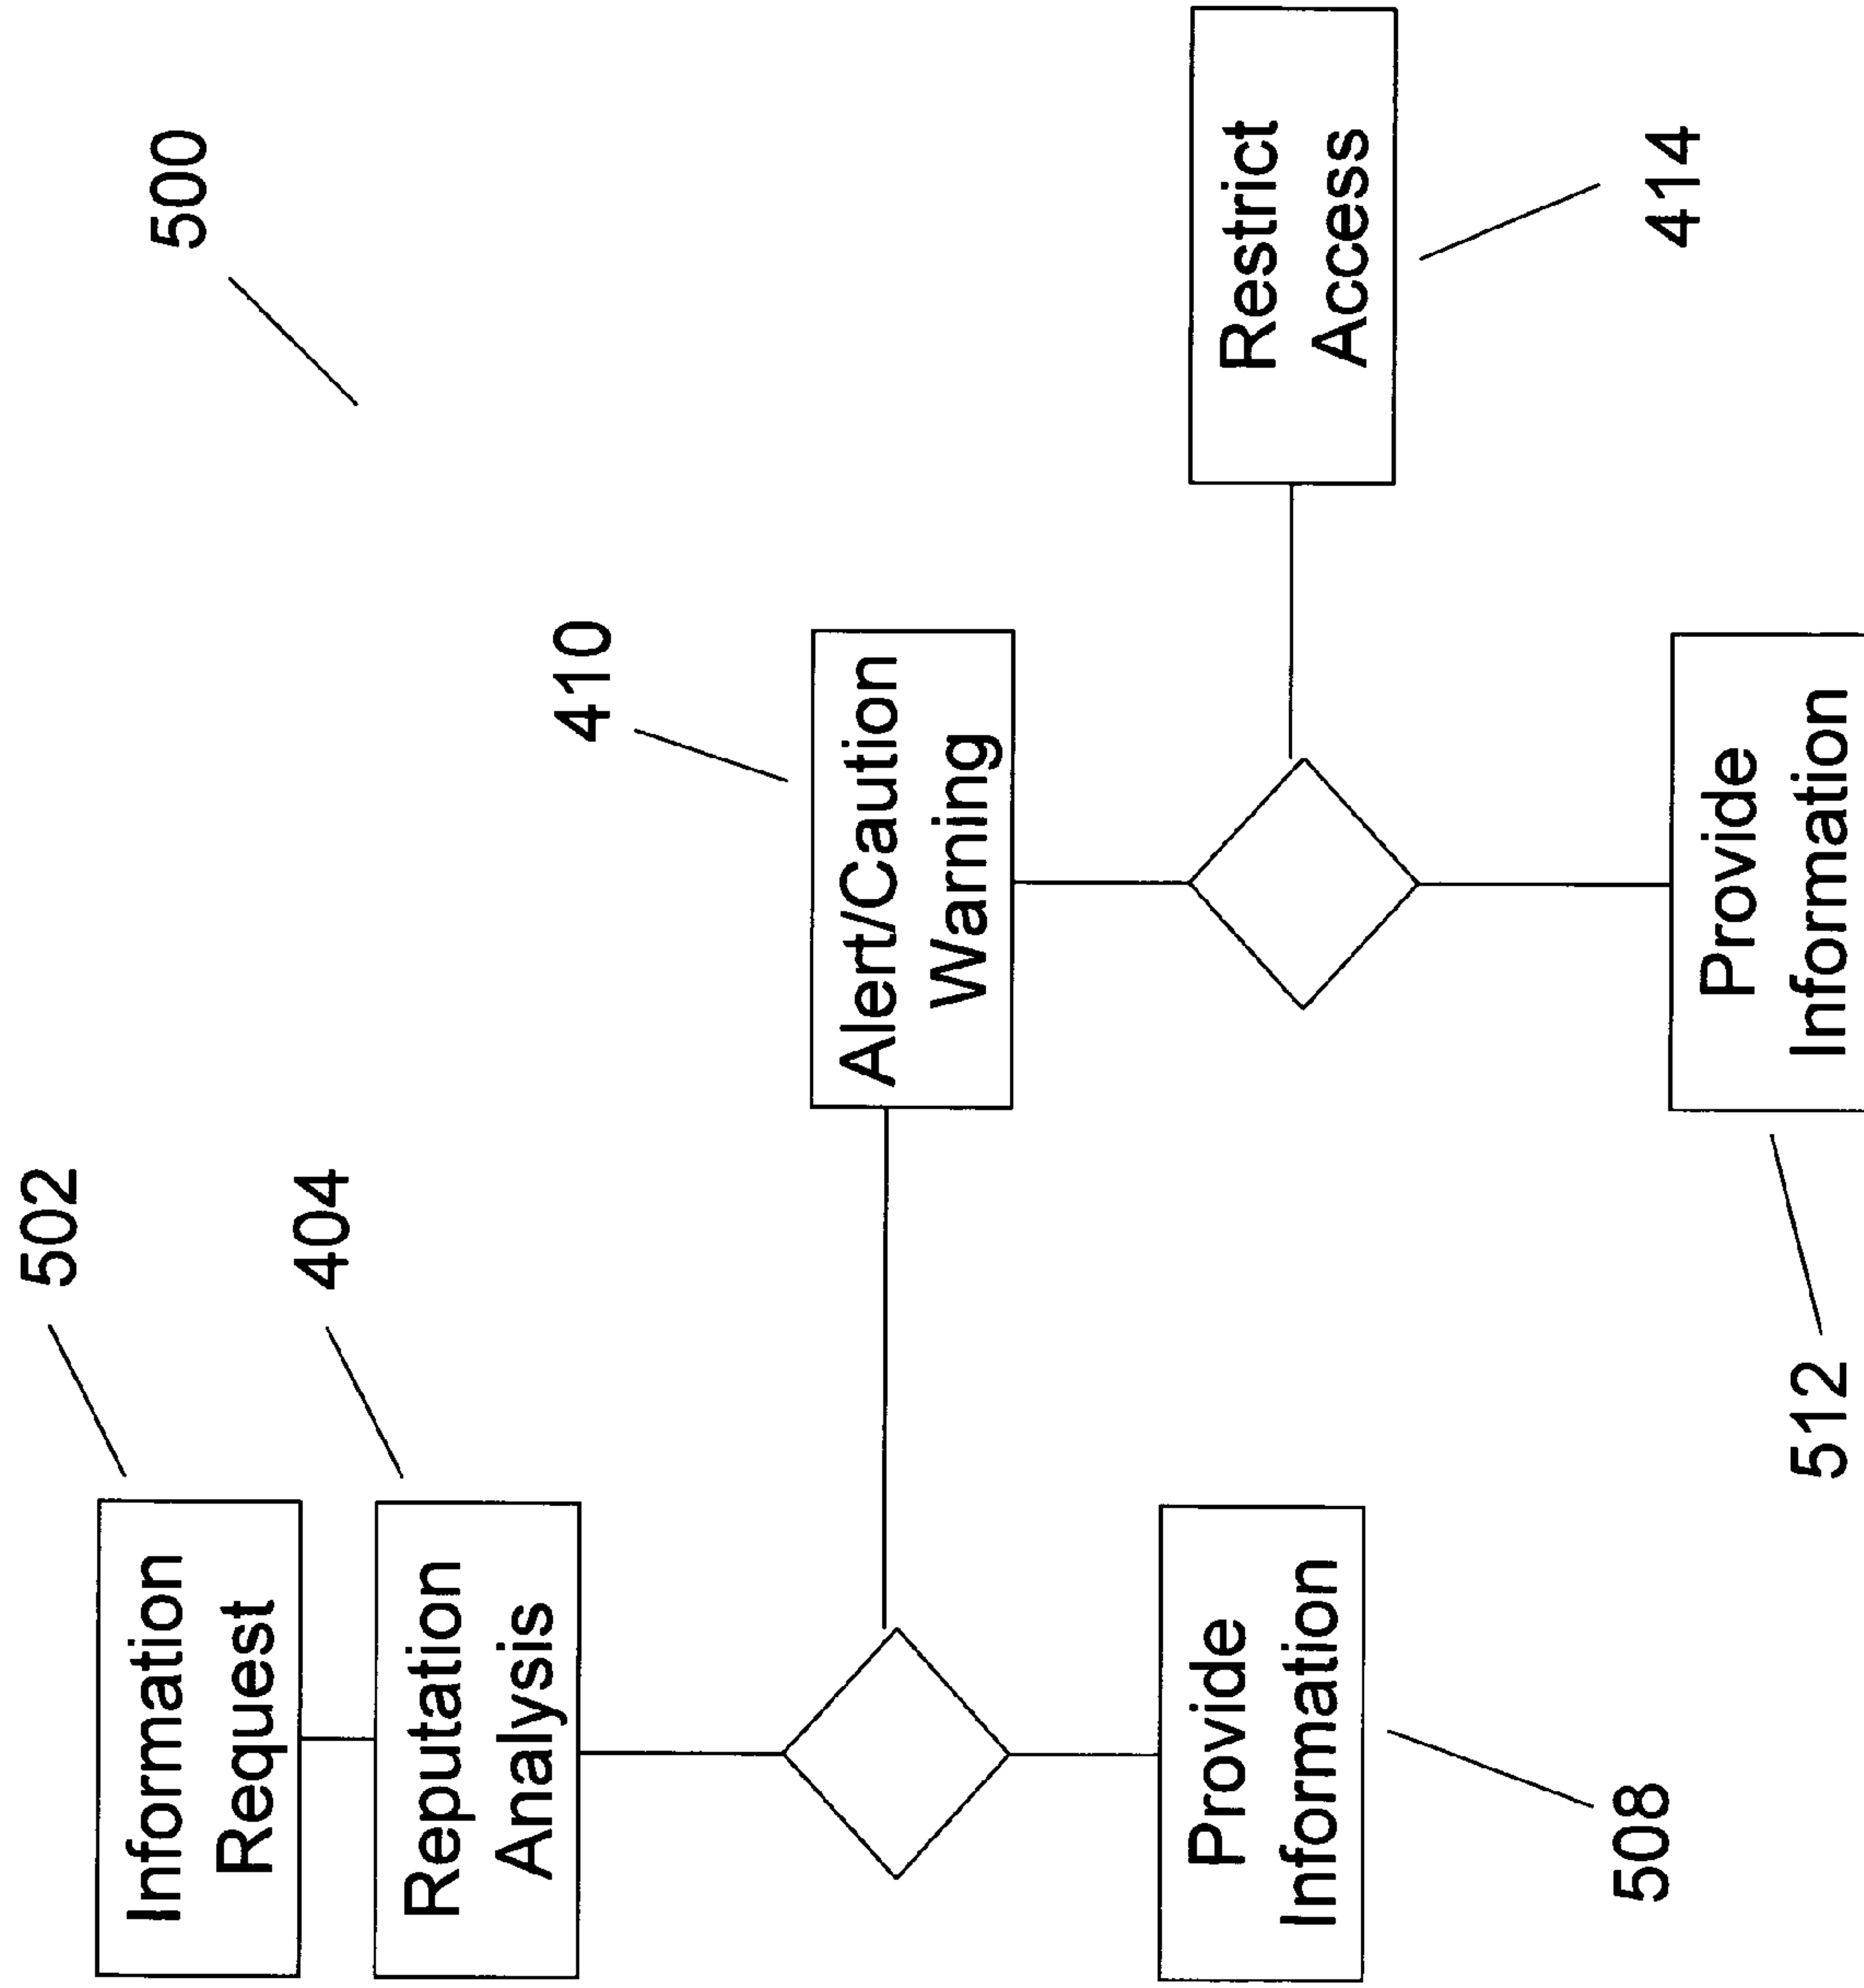 500
502
Information
Request
404
Reputation
Analysis
410
Alert/Caution
Warning
Restrict
Access
414
Provide
Information
508
Provide
Information
512